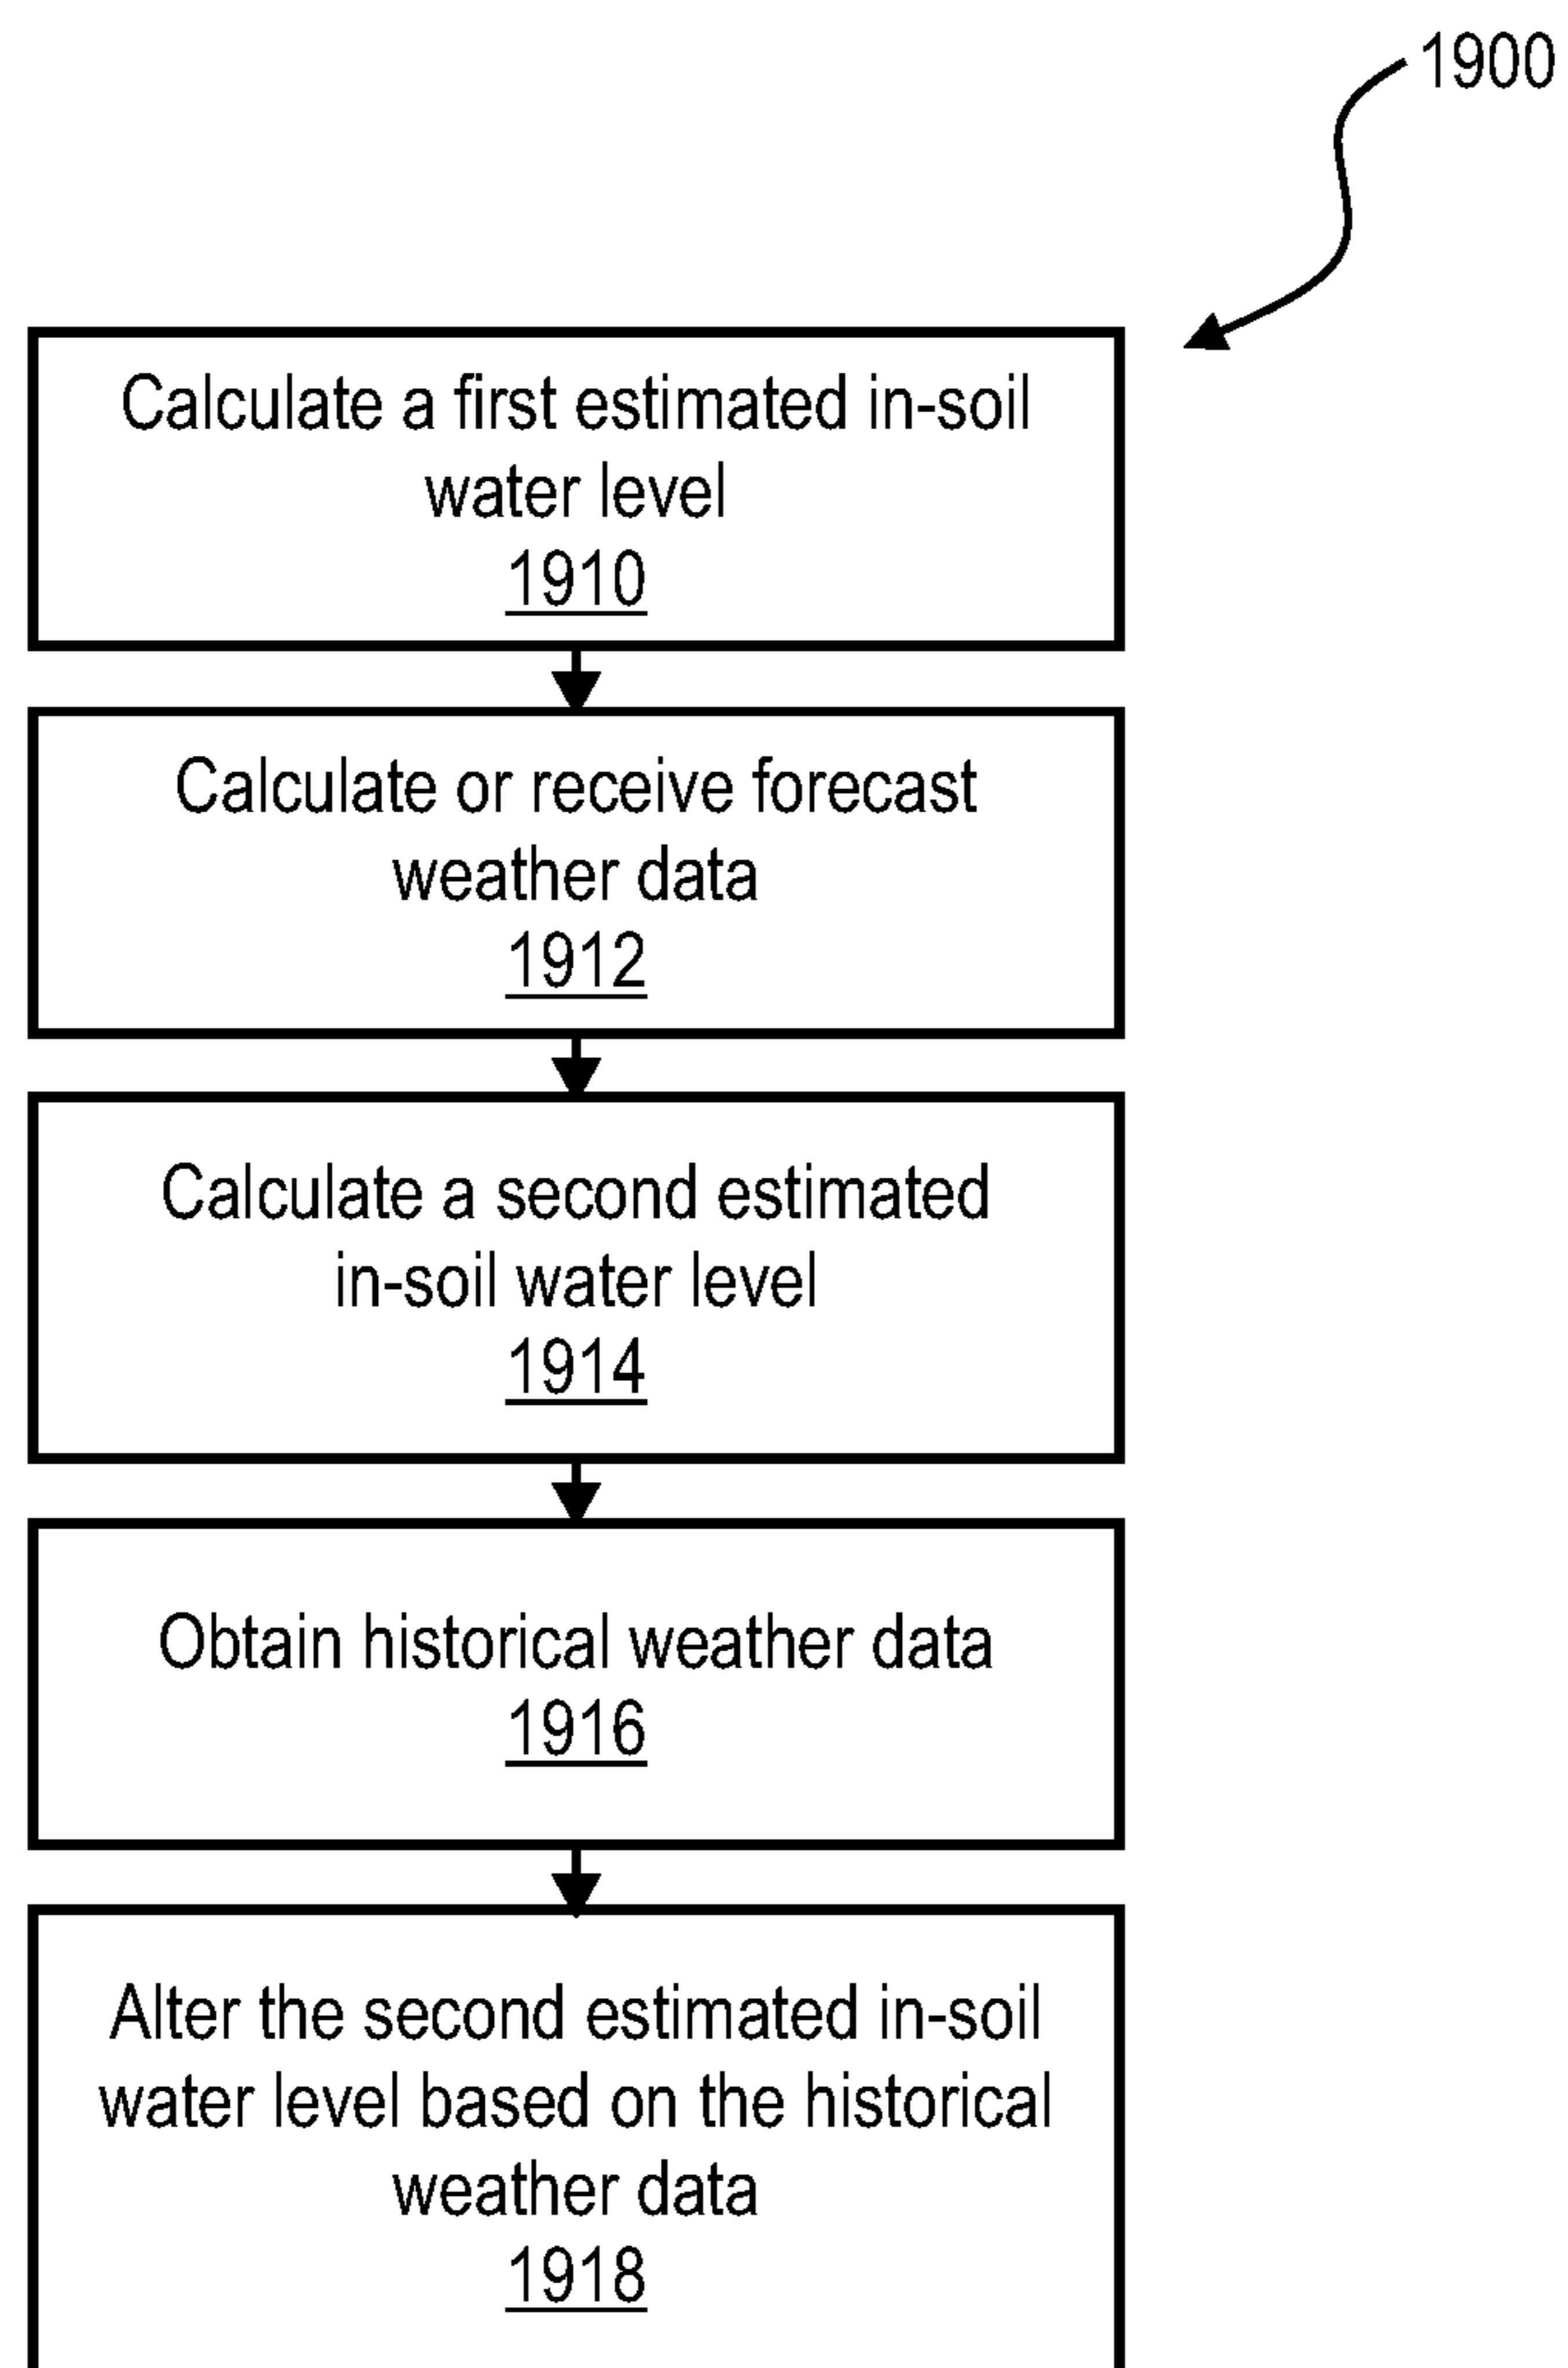 1900
Calculate a first estimated in-soil
water level
1910
Calculate or receive forecast
weather data
1912
Calculate a second estimated
in-soil water level
1914
Obtain historical weather data
1916
Alter the second estimated in-soil
water level based on the historical
weather data
1918